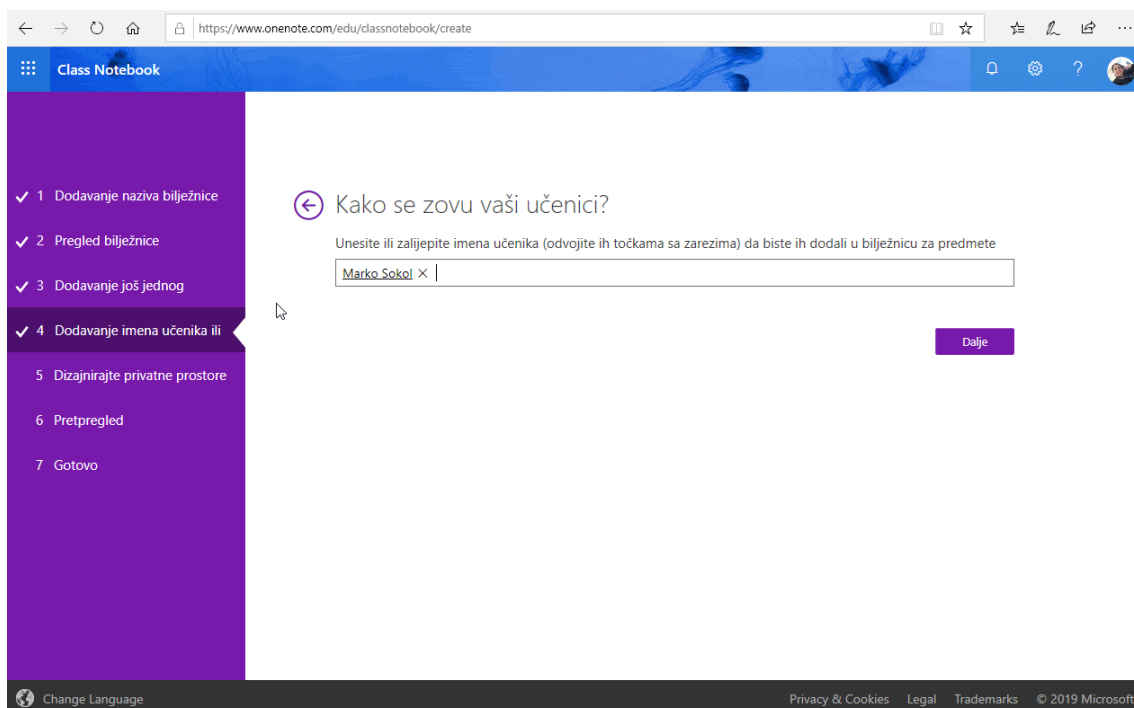 https://www.onenote.com/edu/classnotebook/create
Class Notebook
?
1 Dodavanje naziva bilježnice
2 Pregled bilježnice
3 Dodavanje još jednog
4 Dodavanje imena učenika ili
5 Dizajnirajte privatne prostore
6 Pretpregled
7 Gotovo
Kako se zovu vaši učenici?
Unesite ili zalijepite imena učenika (odvojite ih točkama sa zarezima) da biste ih dodali u bilježnicu za predmete
Marko Sokol
Dalje
Change Language
Privacy & Cookies Legal Trademarks © 2019 Microsoft